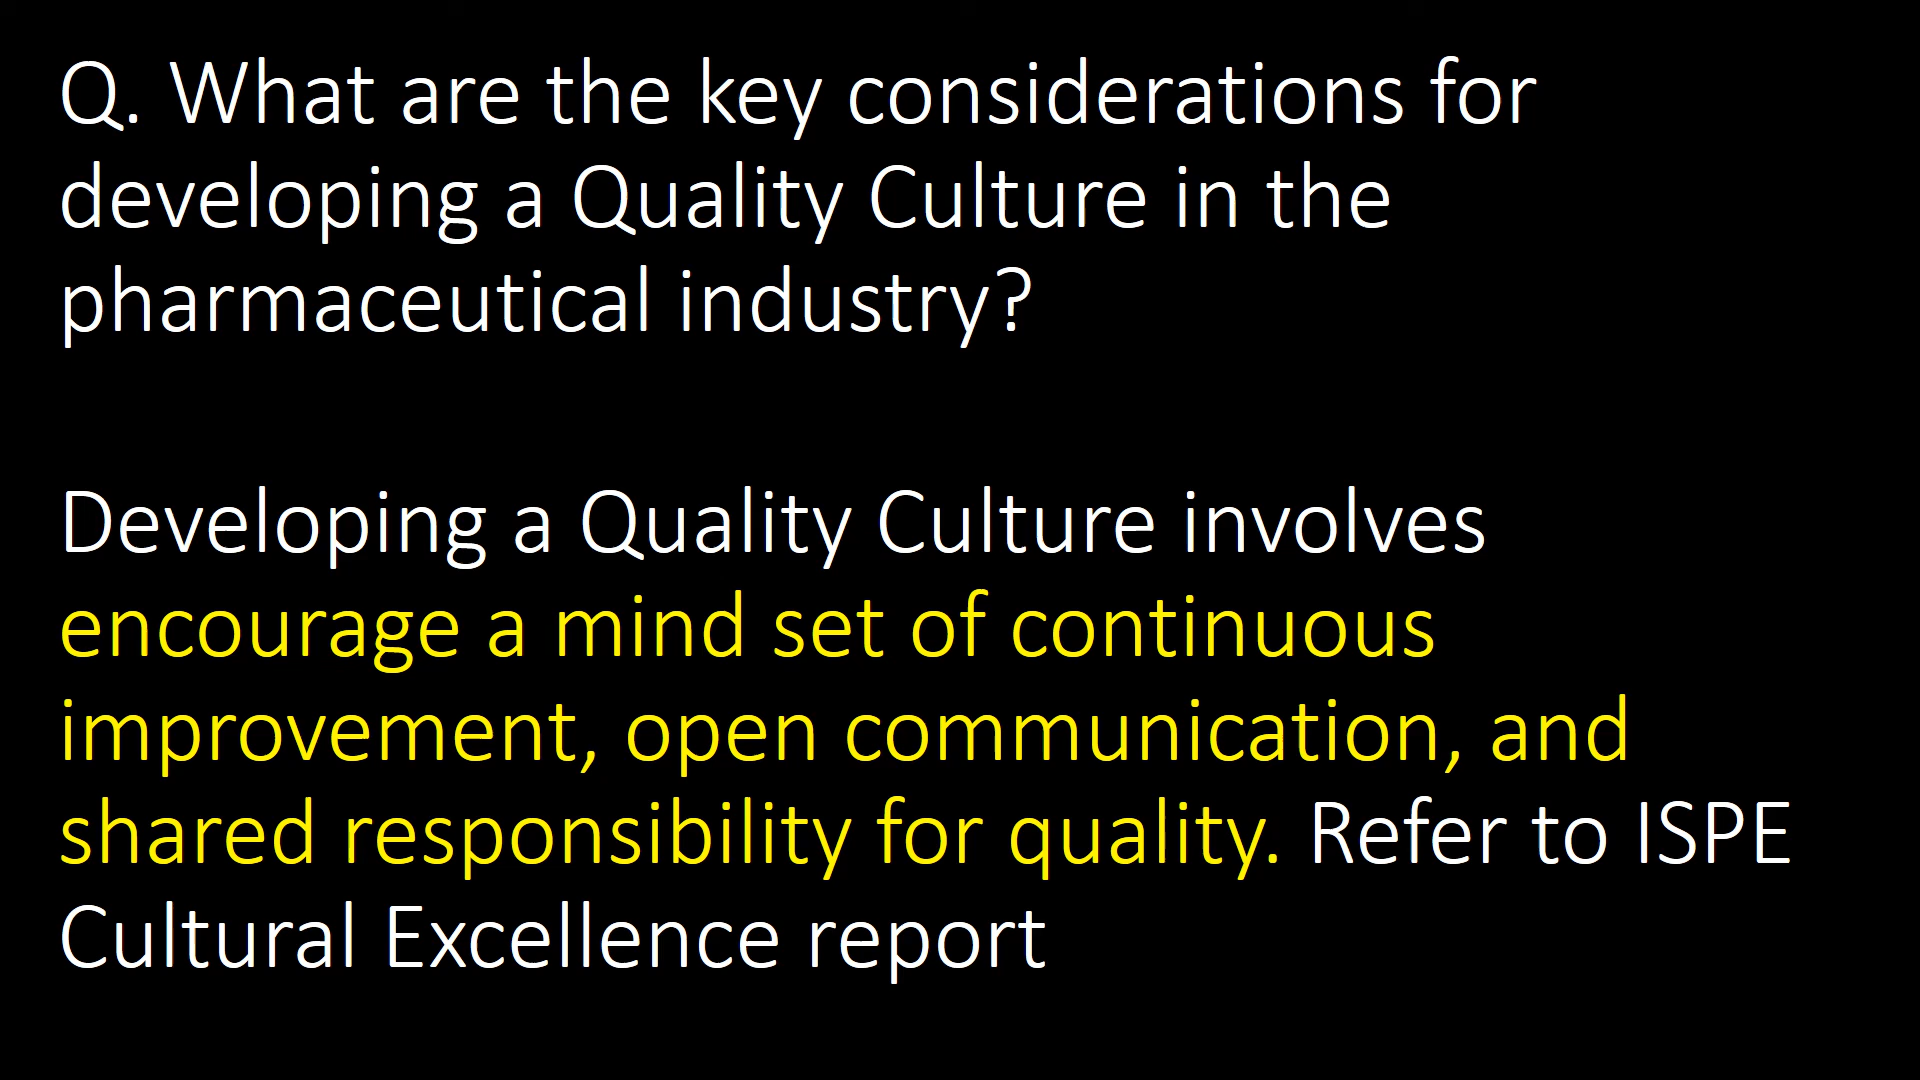 Q. What are the key considerations for
developing a Quality Culture in the
pharmaceutical industry?
Developing a Quality Culture involves
encourage a mind set of continuous
improvement, open communication, and
shared responsibility for quality. Refer to ISPE
Cultural Excellence report